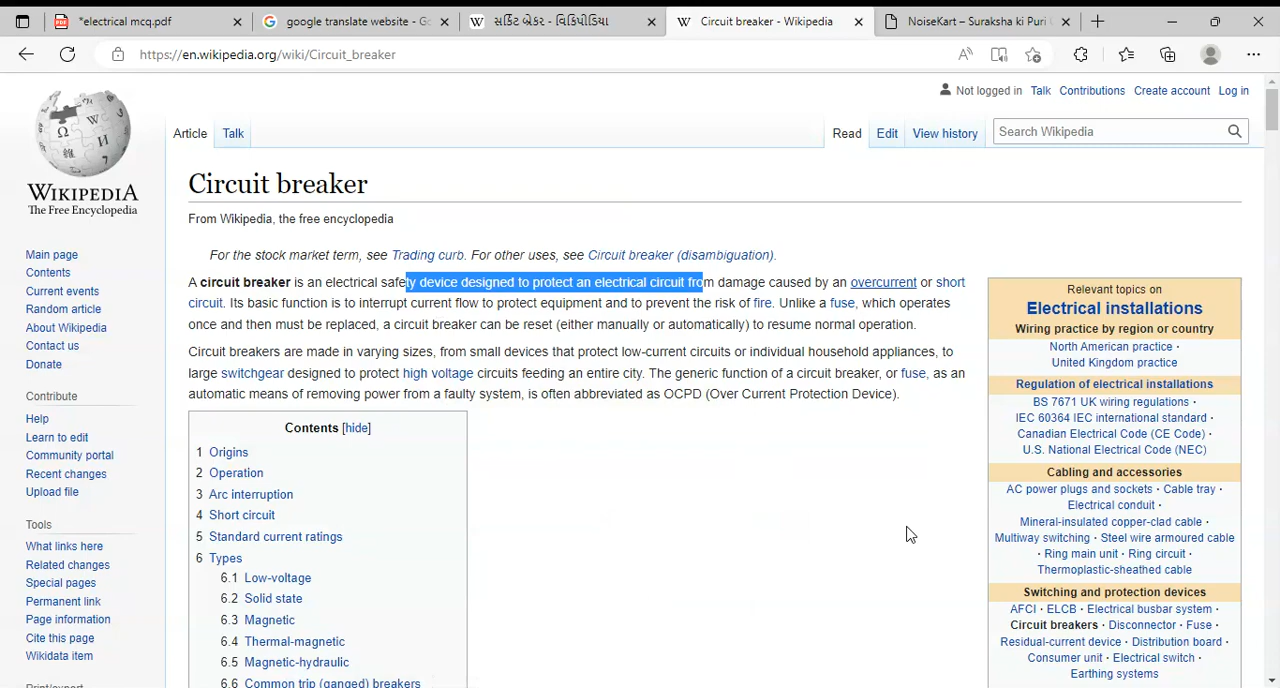 *electrical mcq.pdf
google translate website - Go
સર્કિટ બ્રેકર - વિકિપીડિયા
Circuit breaker - Wikipedia
NoiseKart – Suraksha ki Puri
https://en.wikipedia.org/wiki/Circuit_breaker
WIKIPEDIA
The Free Encyclopedia
Not logged in Talk Contributions Create account Log in
Article Talk
Read Edit View history Search Wikipedia
Circuit breaker
From Wikipedia, the free encyclopedia
For the stock market term, see Trading curb. For other uses, see Circuit breaker (disambiguation).
A circuit breaker is an electrical safety device designed to protect an electrical circuit from damage caused by an overcurrent or short
circuit. Its basic function is to interrupt current flow to protect equipment and to prevent the risk of fire. Unlike a fuse, which operates
once and then must be replaced, a circuit breaker can be reset (either manually or automatically) to resume normal operation.
Circuit breakers are made in varying sizes, from small devices that protect low-current circuits or individual household appliances, to
large switchgear designed to protect high voltage circuits feeding an entire city. The generic function of a circuit breaker, or fuse, as an
automatic means of removing power from a faulty system, is often abbreviated as OCPD (Over Current Protection Device).
Contents [hide]
1 Origins
2 Operation
3 Arc interruption
4 Short circuit
5 Standard current ratings
6 Types
6.1 Low-voltage
6.2 Solid state
6.3 Magnetic
6.4 Thermal-magnetic
6.5 Magnetic-hydraulic
6.6 Common trip (ganged) breakers
Main page
Contents
Current events
Random article
About Wikipedia
Contact us
Donate
Contribute
Help
Learn to edit
Community portal
Recent changes
Upload file
Tools
What links here
Related changes
Special pages
Permanent link
Page information
Cite this page
Wikidata item
Print/export
Relevant topics on
Electrical installations
Wiring practice by region or country
North American practice ·
United Kingdom practice
Regulation of electrical installations
BS 7671 UK wiring regulations ·
IEC 60364 IEC international standard ·
Canadian Electrical Code (CE Code) ·
U.S. National Electrical Code (NEC)
Cabling and accessories
AC power plugs and sockets · Cable tray ·
Electrical conduit ·
Mineral-insulated copper-clad cable ·
Multiway switching · Steel wire armoured cable
· Ring main unit · Ring circuit ·
Thermoplastic-sheathed cable
Switching and protection devices
AFCI · ELCB · Electrical busbar system ·
Circuit breakers · Disconnector · Fuse ·
Residual-current device · Distribution board ·
Consumer unit · Electrical switch ·
Earthing systems